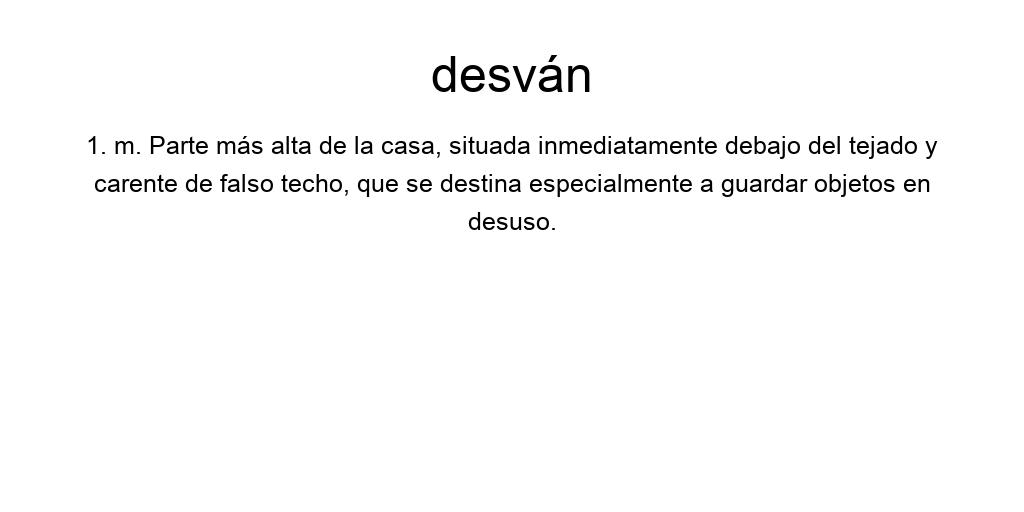 desván
1. m. Parte más alta de la casa, situada inmediatamente debajo del tejado y
carente de falso techo, que se destina especialmente a guardar objetos en
desuso.